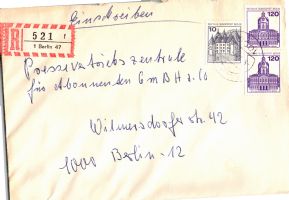 Einschreiben
R 521 f
1 Berlin 47
10
120
120
Pressevertriebszentrale
für Abonnenten GmBH & Co
Wilmersdorfer str. 42
1000 Berlin-12